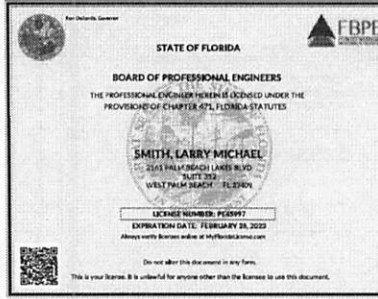 Ron DeSantis, Governor
FBPE
STATE OF FLORIDA
BOARD OF PROFESSIONAL ENGINEERS
THE PROFESSIONAL ENGINEER HEREIN IS LICENSED UNDER THE
PROVISIONS OF CHAPTER 471, FLORIDA STATUTES
SMITH, LARRY MICHAEL
2161 PALM BEACH LAKES BLVD
SUITE 312
WEST PALM BEACH FL 33409
LICENSE NUMBER: PE45997
EXPIRATION DATE: FEBRUARY 28, 2023
Always verify licenses online at MyFloridaLicense.com
Do not alter this document in any form.
This is your license. It is unlawful for anyone other than the licensee to use this document.